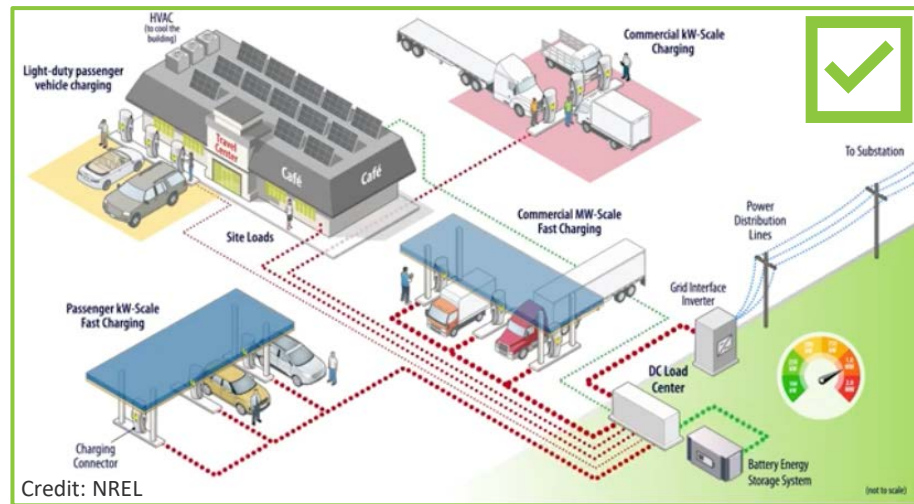 HVAC
(to cool the
building)
Light-duty passenger
vehicle charging
Commercial kW-Scale
Charging
Travel
Center
Café
Café
To Substation
Power
Distribution
Lines
Site Loads
Commercial MW-Scale
Fast Charging
Grid Interface
Inverter
Passenger kW-Scale
Fast Charging
DC Load
Center
Charging
Connector
Battery Energy
Storage System
(not to scale)
Credit: NREL